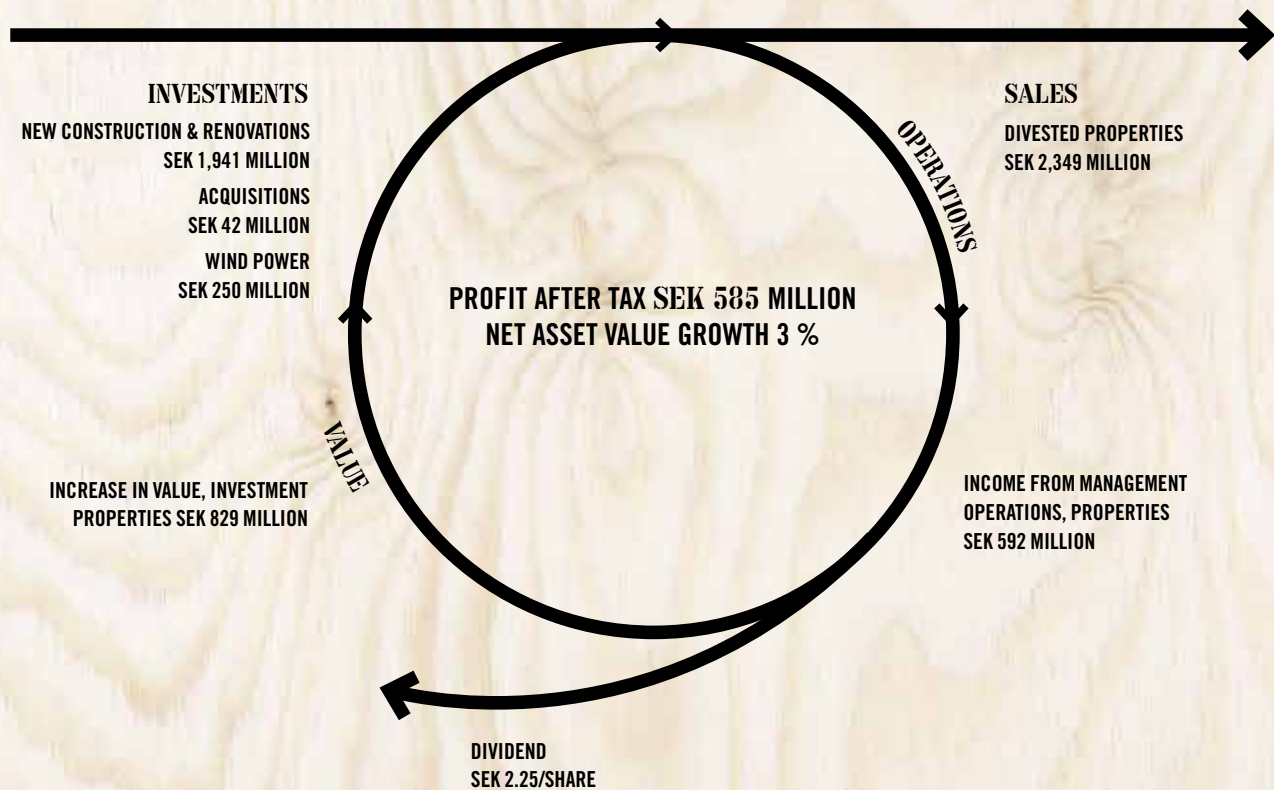 INVESTMENTS
NEW CONSTRUCTION & RENOVATIONS
SEK 1,941 MILLION
ACQUISITIONS
SEK 42 MILLION
WIND POWER
SEK 250 MILLION
SALES
DIVESTED PROPERTIES
SEK 2,349 MILLION
OPERATIONS
PROFIT AFTER TAX SEK 585 MILLION
NET ASSET VALUE GROWTH 3 %
VALUE
INCREASE IN VALUE, INVESTMENT
PROPERTIES SEK 829 MILLION
INCOME FROM MANAGEMENT
OPERATIONS, PROPERTIES
SEK 592 MILLION
DIVIDEND
SEK 2.25/SHARE